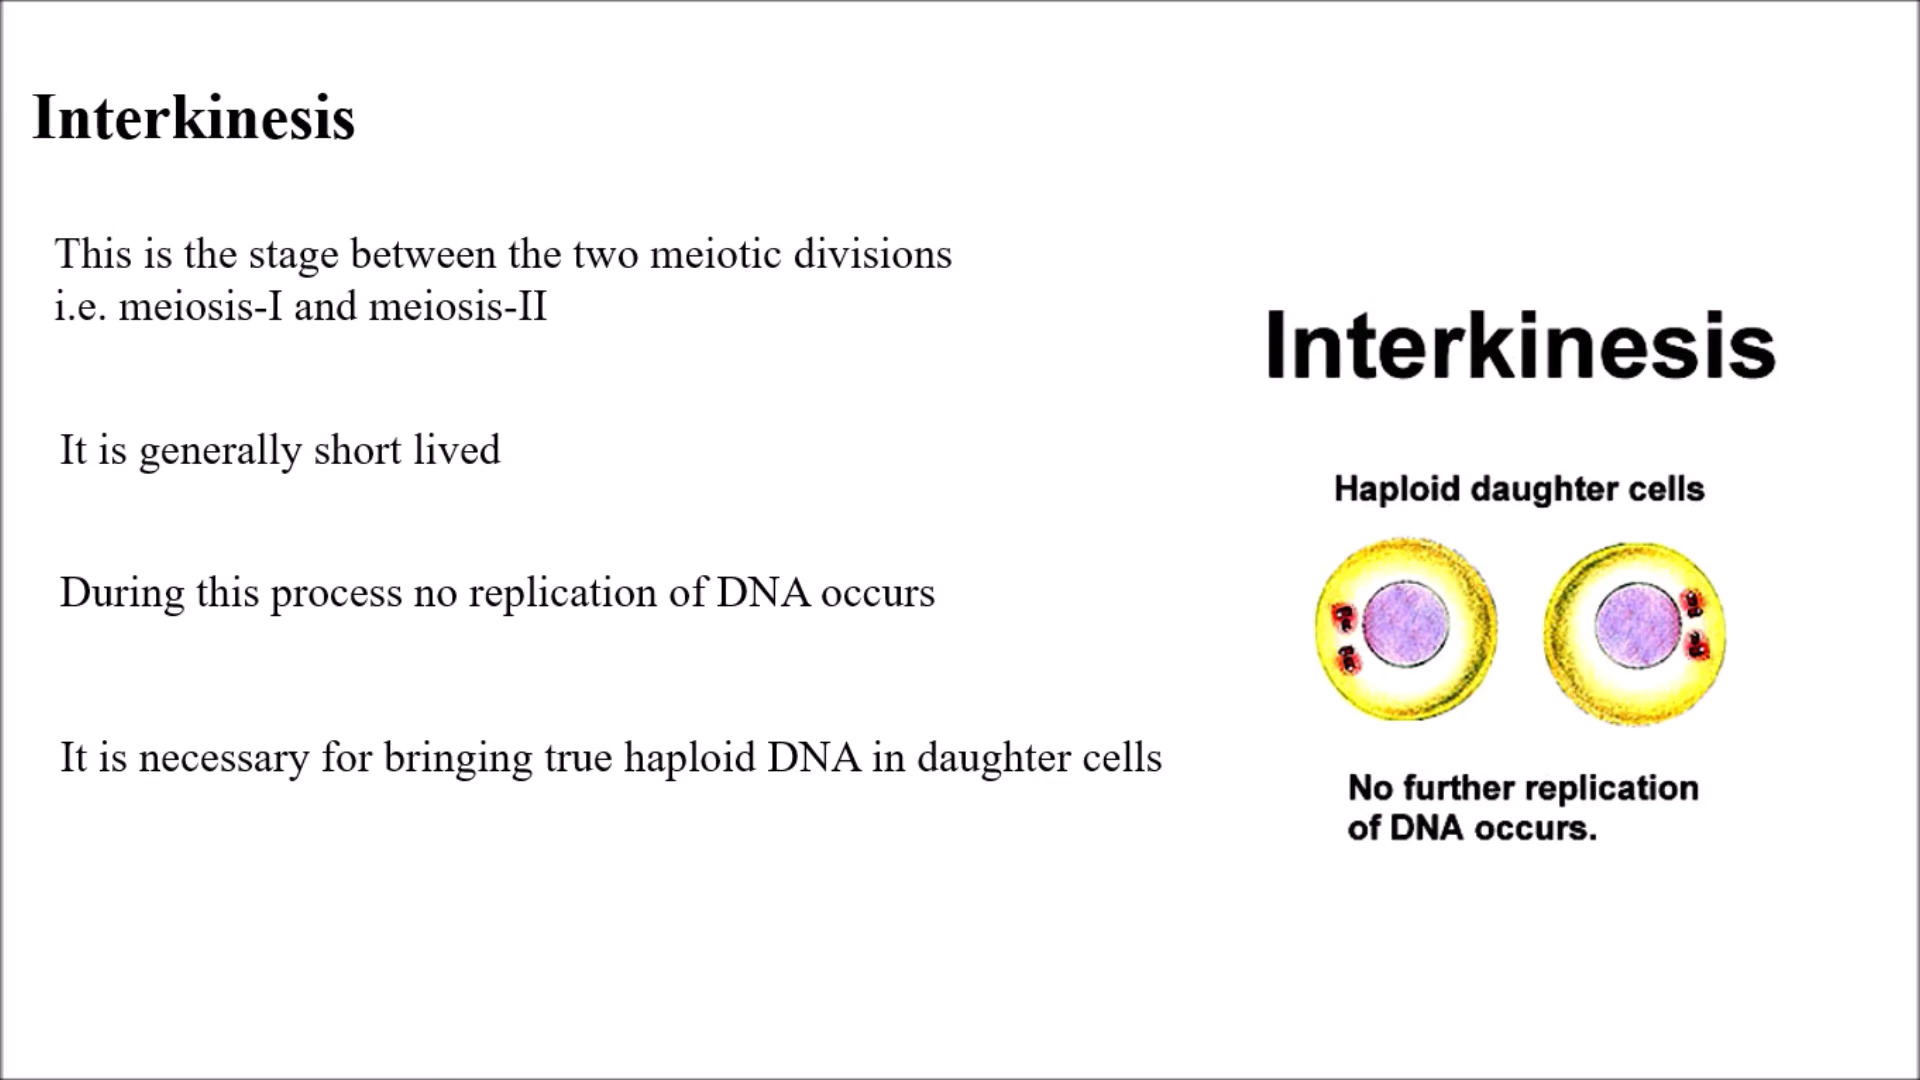 Interkinesis
This is the stage between the two meiotic divisions
i.e. meiosis-I and meiosis-II
It is generally short lived
During this process no replication of DNA occurs
It is necessary for bringing true haploid DNA in daughter cells
Interkinesis
Haploid daughter cells
No further replication
of DNA occurs.